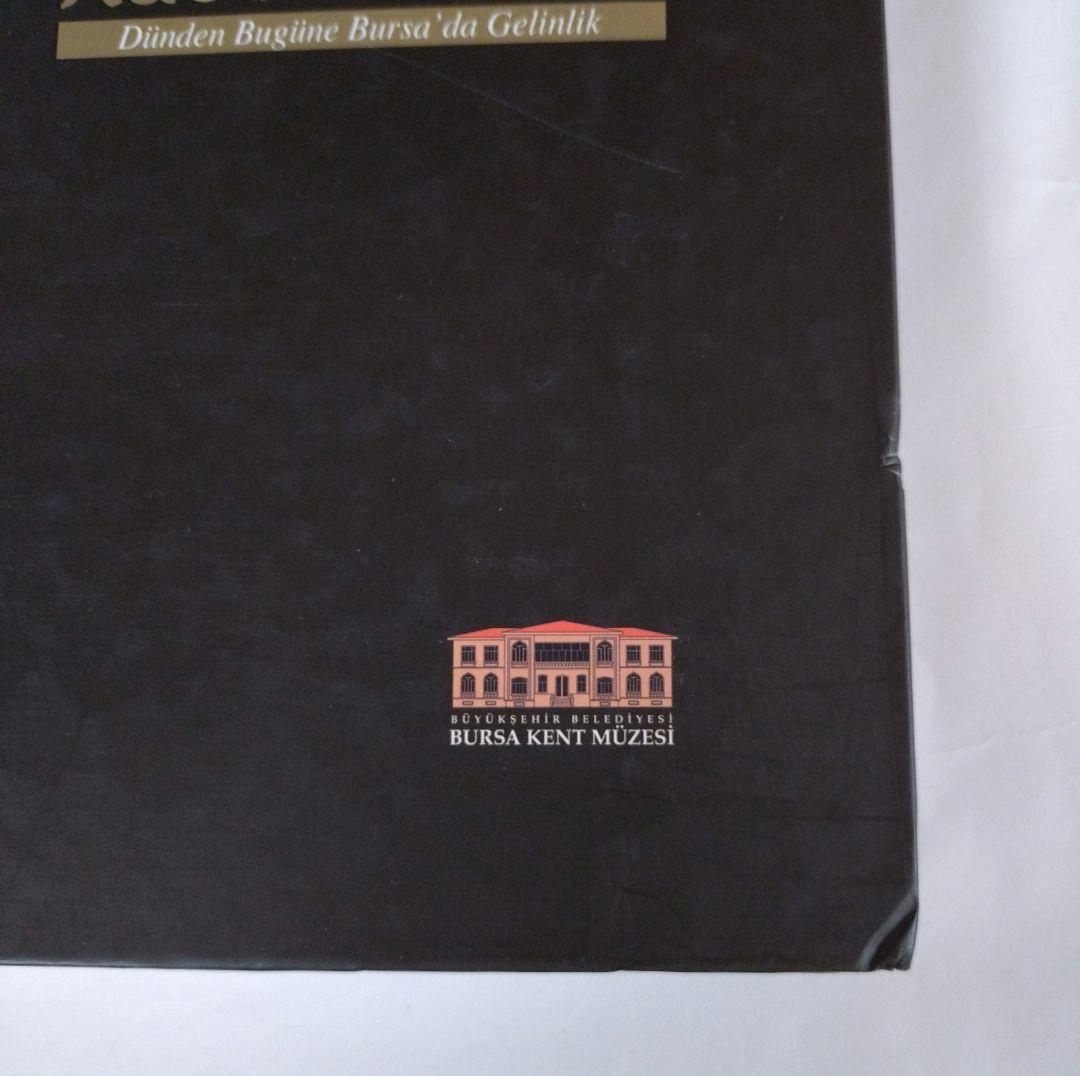 Dünden Bugüne Bursa'da Gelinlik
BÜYÜKŞEHİR BELEDİYESİ
BURSA KENT MÜZESİ